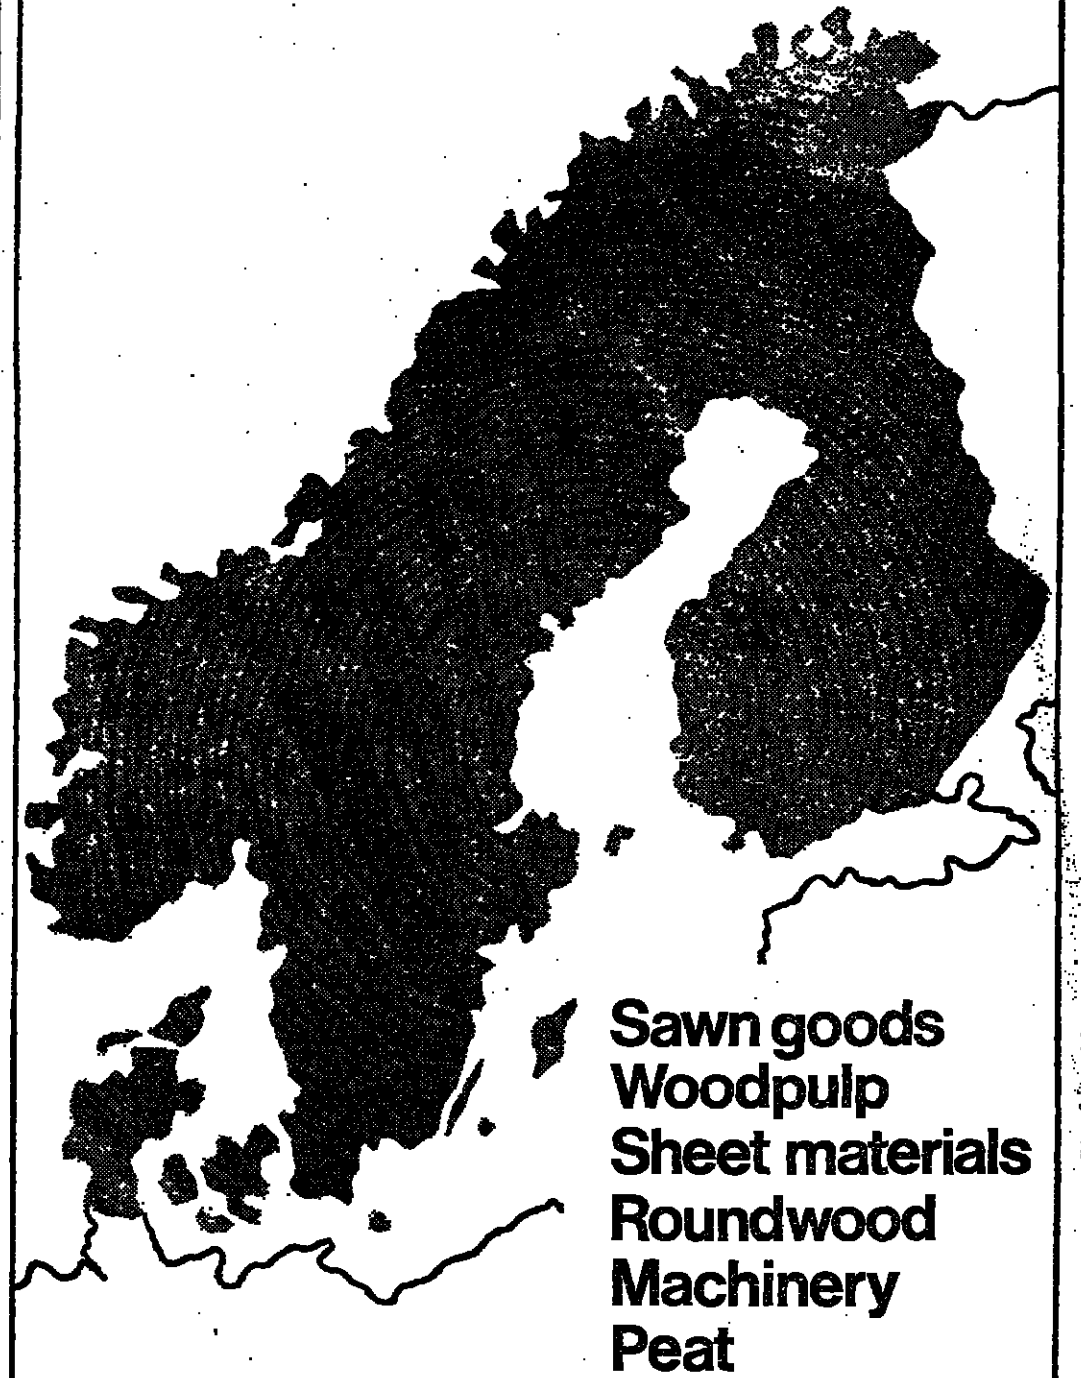 Sawn goods
Woodpulp
Sheet materials
Roundwood
Machinery
Peat